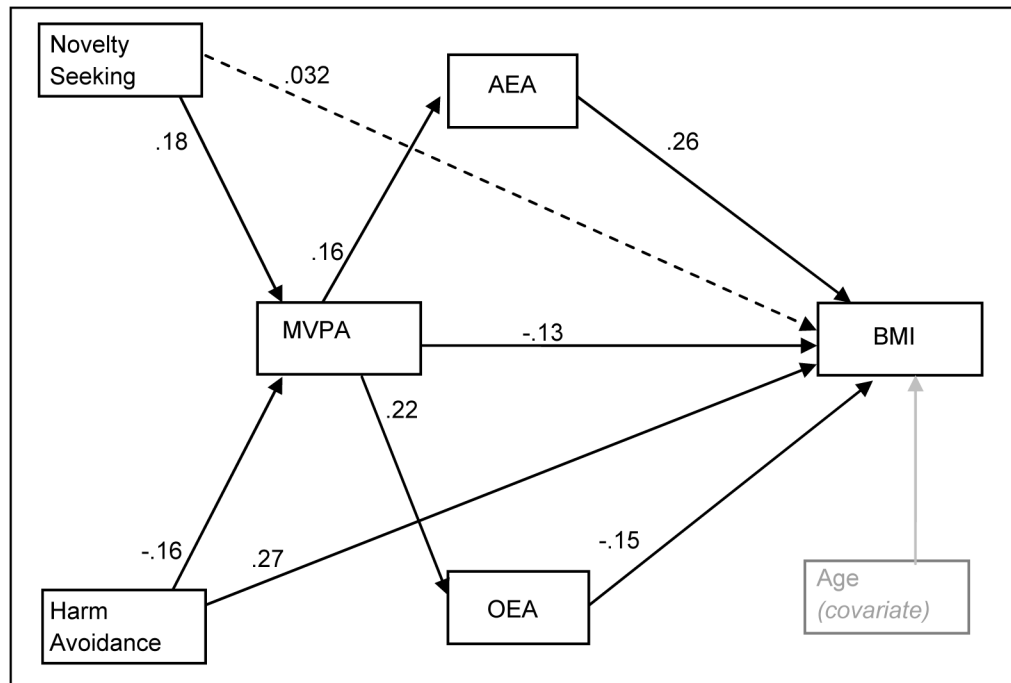 Novelty
Seeking
.032
AEA
.18
.26
.16
MVPA
-.13
BMI
.22
-.16
.27
-.15
Harm
Avoidance
OEA
Age
(covariate)